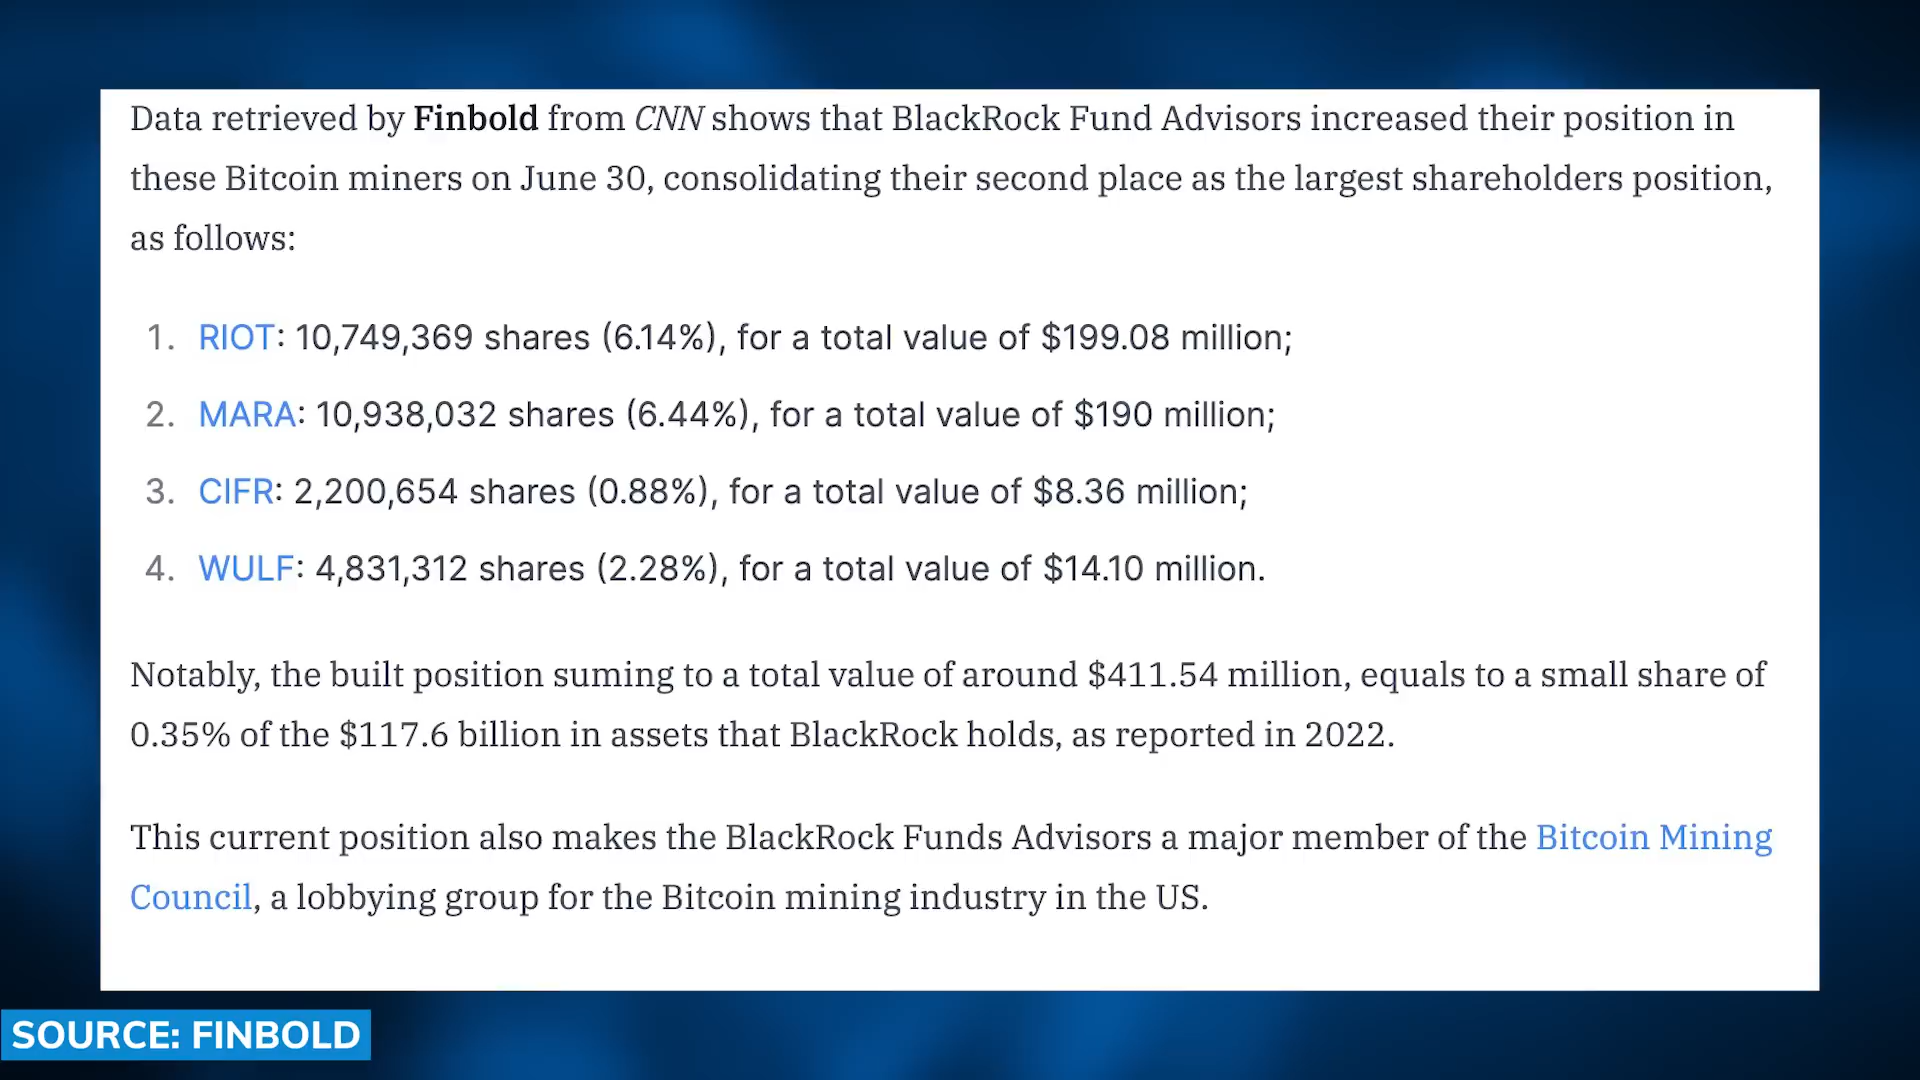 Data retrieved by Finbold from CNN shows that BlackRock Fund Advisors increased their position in
these Bitcoin miners on June 30, consolidating their second place as the largest shareholders position,
as follows:
1. RIOT: 10,749,369 shares (6.14%), for a total value of $199.08 million;
2. MARA: 10,938,032 shares (6.44%), for a total value of $190 million;
3. CIFR: 2,200,654 shares (0.88%), for a total value of $8.36 million;
4. WULF: 4,831,312 shares (2.28%), for a total value of $14.10 million.
Notably, the built position suming to a total value of around $411.54 million, equals to a small share of
0.35% of the $117.6 billion in assets that BlackRock holds, as reported in 2022.
This current position also makes the BlackRock Funds Advisors a major member of the Bitcoin Mining
Council, a lobbying group for the Bitcoin mining industry in the US.
SOURCE: FINBOLD